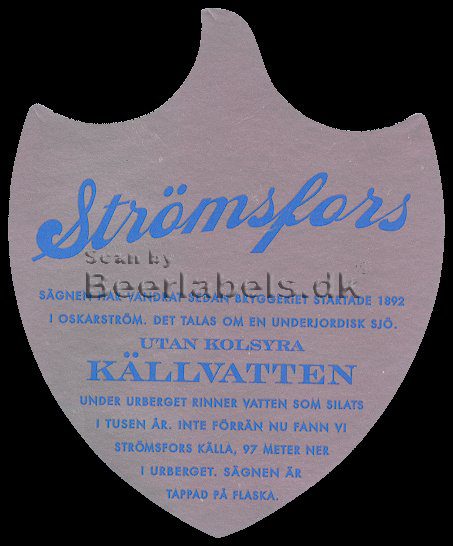 Strömsfors
Scan by
Beerlabels.dk
SÄGNEN HAR VANDRAT SEDAN BRYGGERIET STARTADE 1892
I OSKARSTRÖM. DET TALAS OM EN UNDERJORDISK SJÖ.
UTAN KOLSYRA
KÄLLVATTEN
UNDER URBERGET RINNER VATTEN SOM SILATS
I TUSEN ÅR. INTE FÖRRÄN NU FANN VI
STRÖMSFORS KÄLLA, 97 METER NER
I URBERGET. SÄGNEN ÄR
TAPPAD PÅ FLASKA.